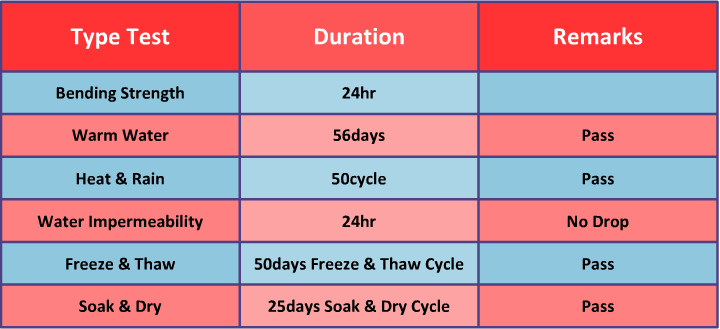 Type Test Duration Remarks
Bending Strength 24hr
Warm Water 56days Pass
Heat & Rain 50cycle Pass
Water Impermeability 24hr No Drop
Freeze & Thaw 50days Freeze & Thaw Cycle Pass
Soak & Dry 25days Soak & Dry Cycle Pass